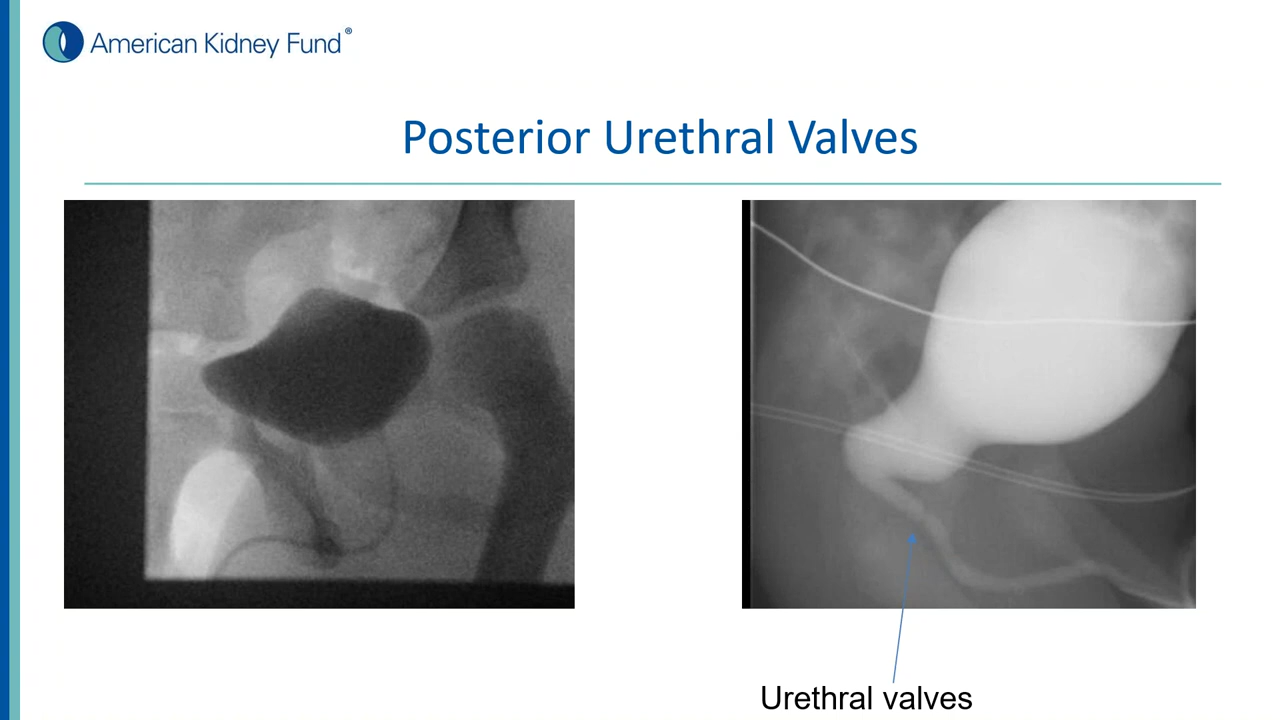 American Kidney Fund®
Posterior Urethral Valves
Urethral valves